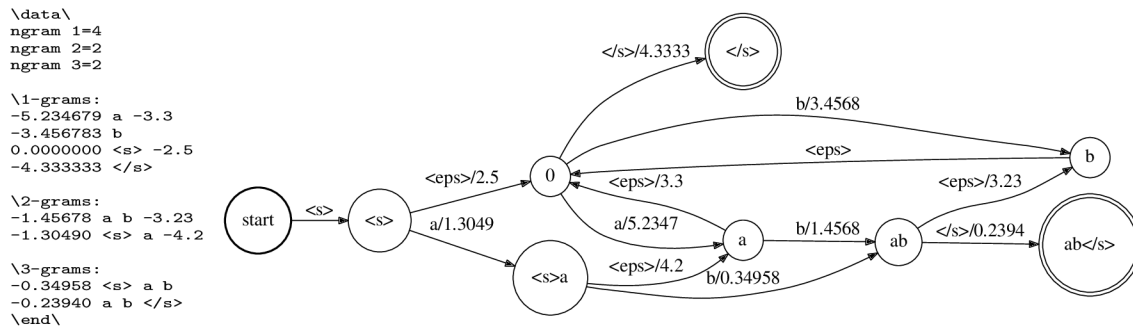 \data\
ngram 1=4
ngram 2=2
ngram 3=2
\1-grams:
-5.234679 a -3.3
-3.456783 b
0.0000000 <s> -2.5
-4.333333 </s>
\2-grams:
-1.45678 a b -3.23
-1.30490 <s> a -4.2
\3-grams:
-0.34958 <s> a b
-0.23940 a b </s>
\end\
</s>/4.3333
</s>
b/3.4568
<eps>
0
b
<eps>/2.5
<eps>/3.3
<eps>/3.23
start
<s>
<s>
a/1.3049
a/5.2347
a
b/1.4568
ab
</s>/0.2394
ab</s>
<s>a
<eps>/4.2
b/0.34958